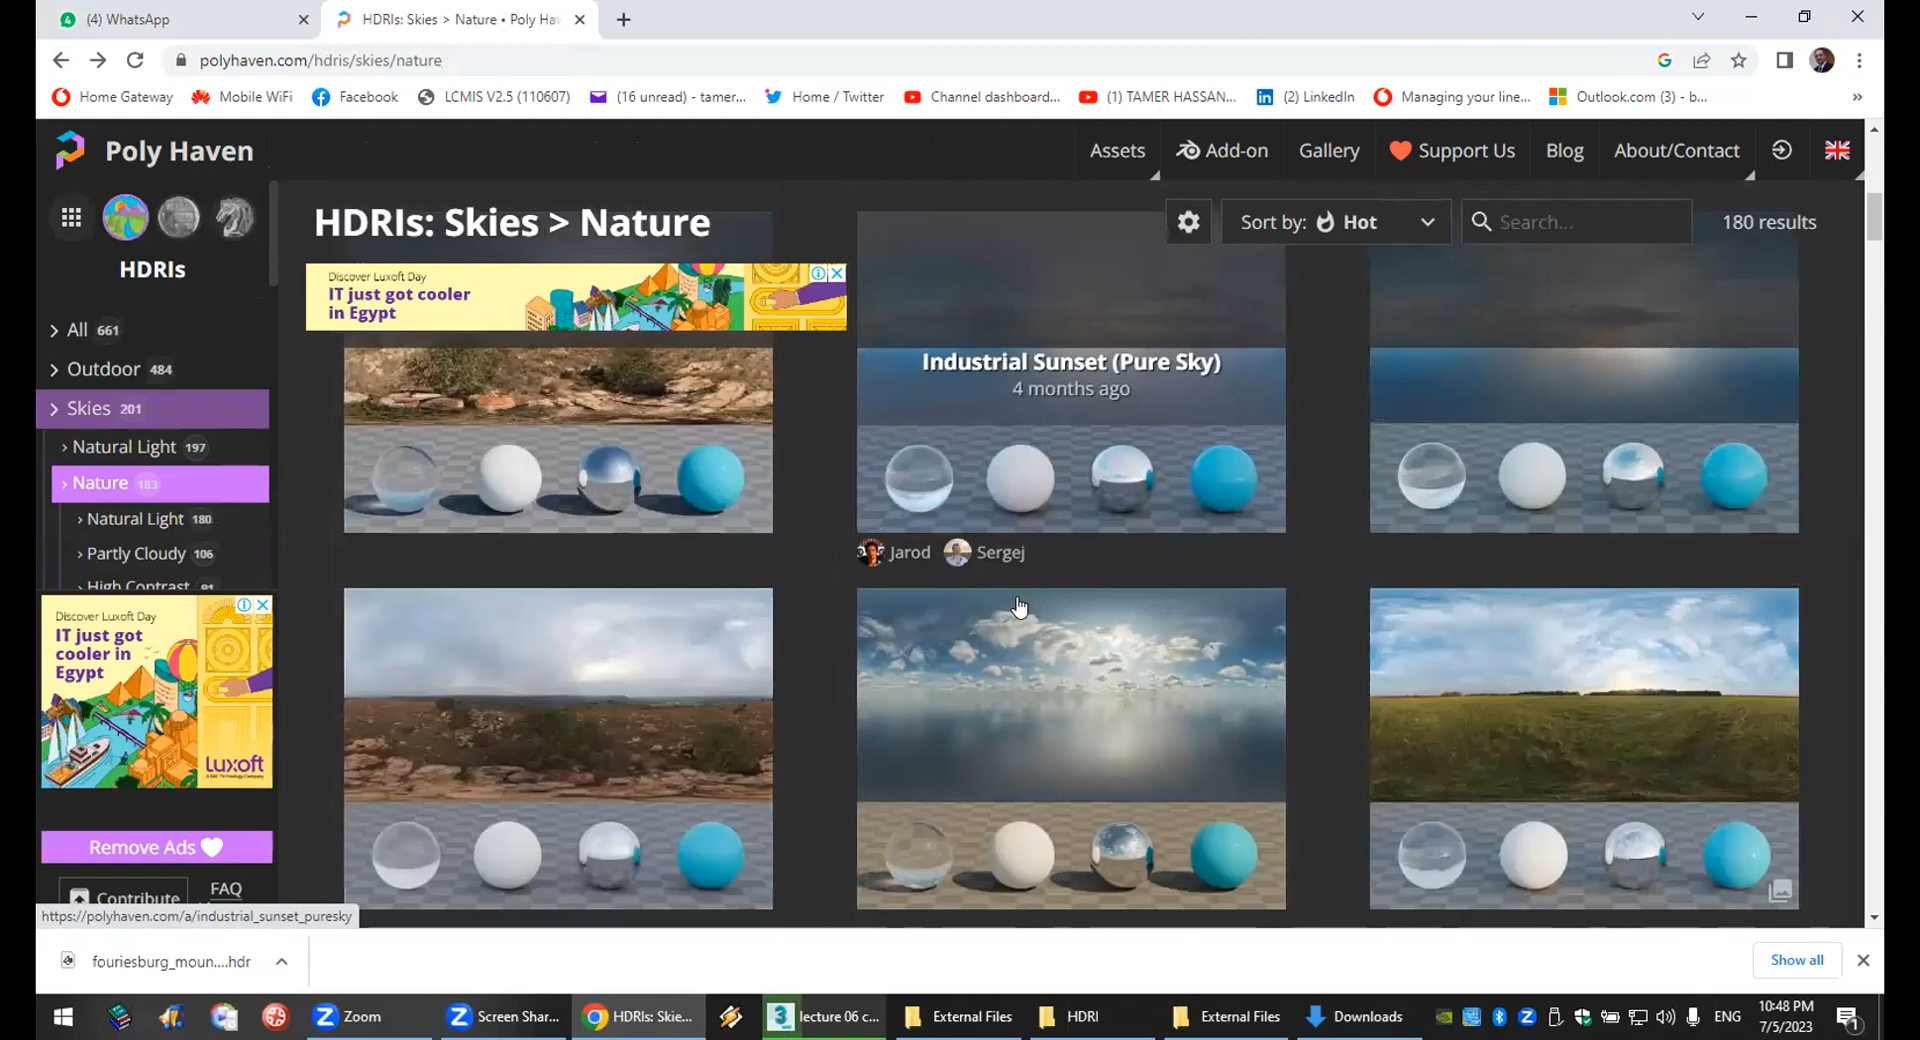 (4) WhatsApp
HDRIs: Skies > Nature • Poly Hav
polyhaven.com/hdris/skies/nature
Home Gateway
Mobile WiFi
Facebook
LCMIS V2.5 (110607)
(16 unread) - tamer...
Home / Twitter
Channel dashboard...
(1) TAMER HASSAN...
(2) LinkedIn
Managing your line...
Outlook.com (3) - b...
Poly Haven
Assets
Add-on
Gallery
Support Us
Blog
About/Contact
HDRIs
All 661
Outdoor 484
Skies 201
Natural Light 197
Nature 183
Natural Light 180
Partly Cloudy 106
High Contrast 91
HDRIs: Skies > Nature
Sort by: Hot
Search...
180 results
Discover Luxoft Day
IT just got cooler
in Egypt
Industrial Sunset (Pure Sky)
4 months ago
Jarod
Sergej
Discover Luxoft Day
IT just got
cooler in
Egypt
Luxoft
Remove Ads
Contribute
FAQ
https://polyhaven.com/a/industrial_sunset_puresky
fouriesburg_moun....hdr
Show all
Zoom
Screen Shar...
HDRIs: Skie...
lecture 06 c...
External Files
HDRI
External Files
Downloads
ENG
10:48 PM
7/5/2023
1